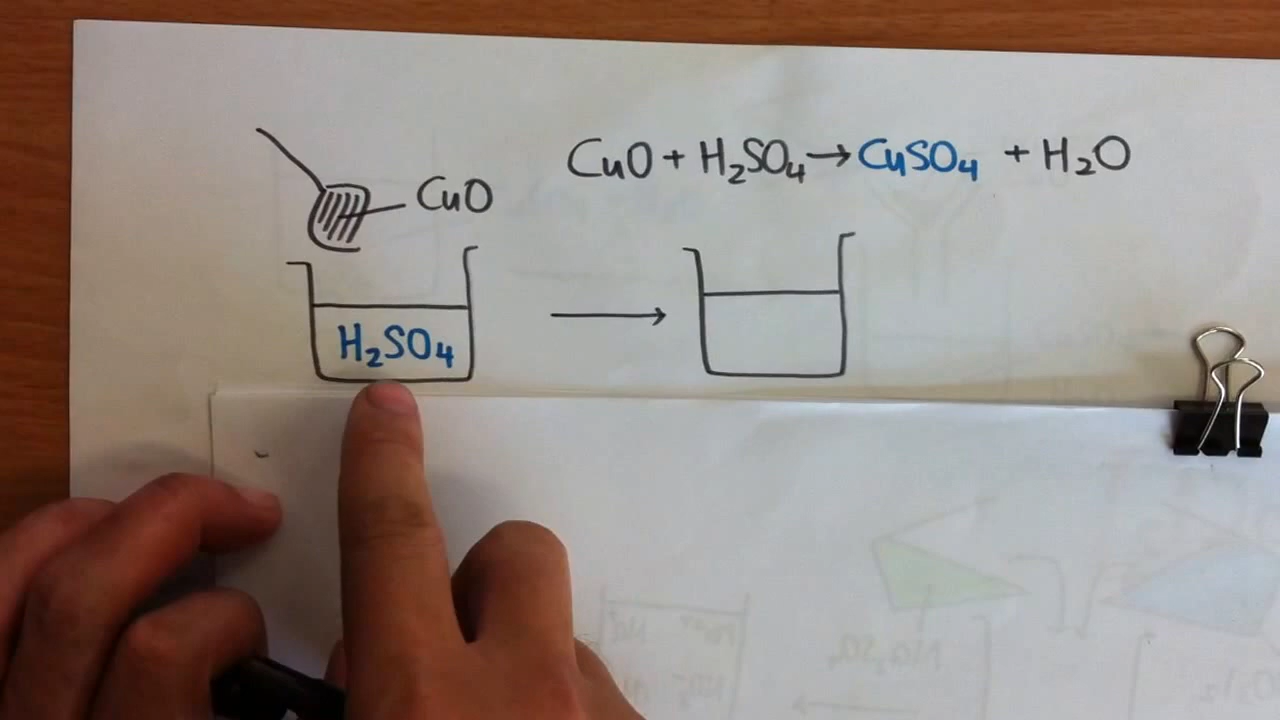 CuO + H₂SO₄ → CuSO₄ + H₂O
CuO
H₂SO₄